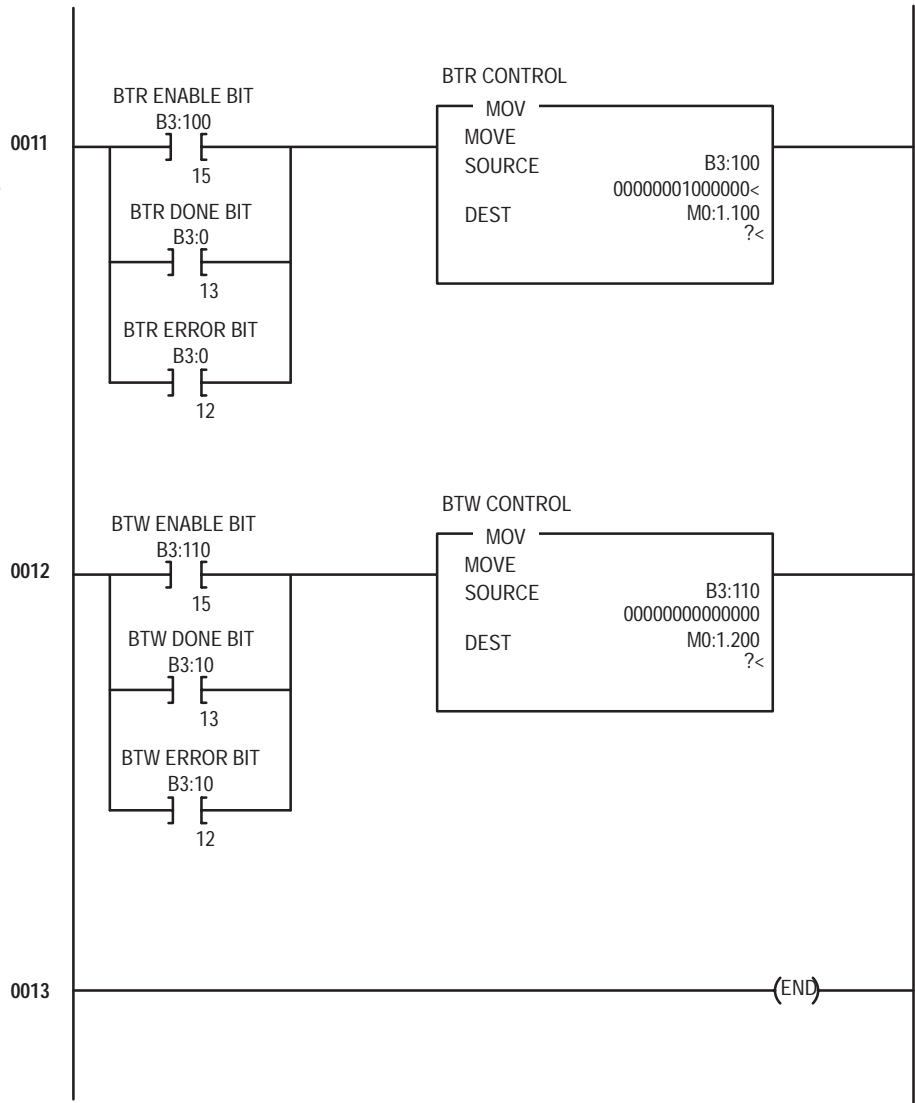 BTR CONTROL
BTR ENABLE BIT
MOV
B3:100
0011
MOVE
SOURCE B3:100
15
00000001000000<
BTR DONE BIT
DEST M0:1.100
B3:0
?<
13
BTR ERROR BIT
B3:0
12
BTW CONTROL
BTW ENABLE BIT
MOV
B3:110
0012
MOVE
SOURCE B3:110
15
00000000000000
BTW DONE BIT
DEST M0:1.200
B3:10
?<
13
BTW ERROR BIT
B3:10
12
0013 (END)